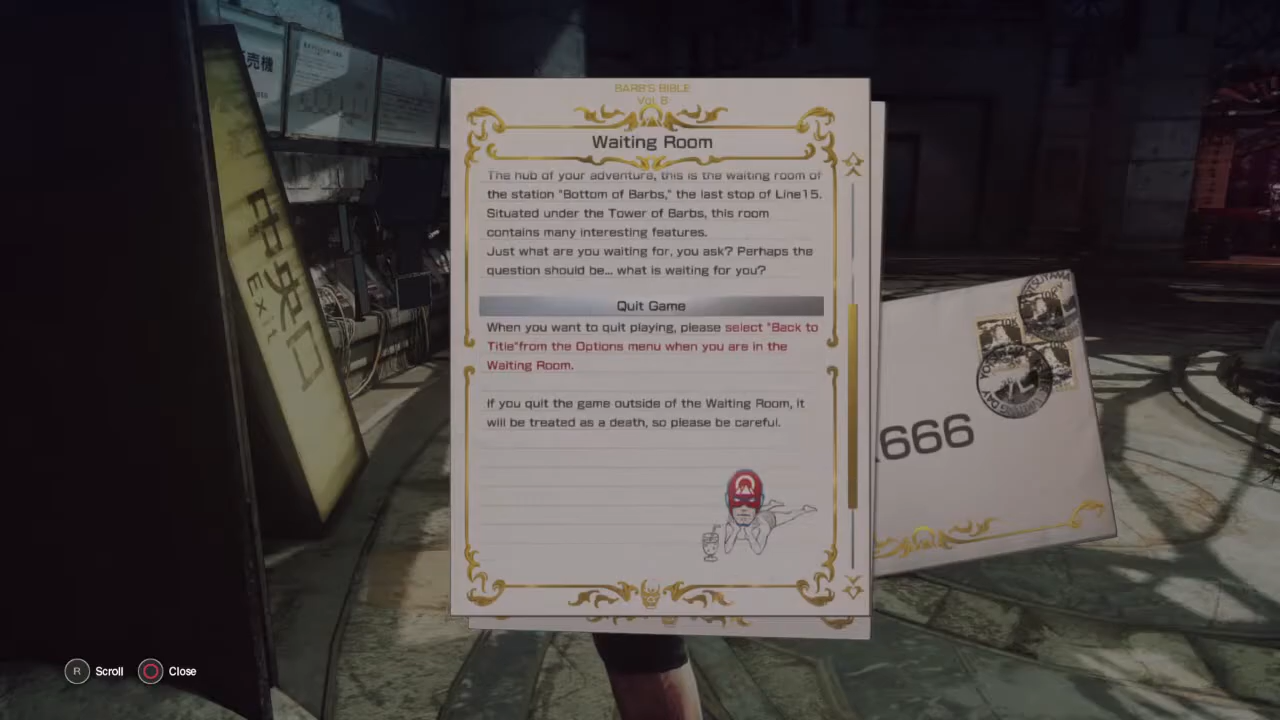 売機
中央口
Exit
BARB'S BIBLE
Vol.B
Waiting Room
The hub of your adventure, this is the waiting room of
the station "Bottom of Barbs," the last stop of Line15.
Situated under the Tower of Barbs, this room
contains many interesting features.
Just what are you waiting for, you ask? Perhaps the
question should be... what is waiting for you?
Quit Game
When you want to quit playing, please select "Back to
Title"from the Options menu when you are in the
Waiting Room.
If you quit the game outside of the Waiting Room, it
will be treated as a death, so please be careful.
666
R Scroll Close